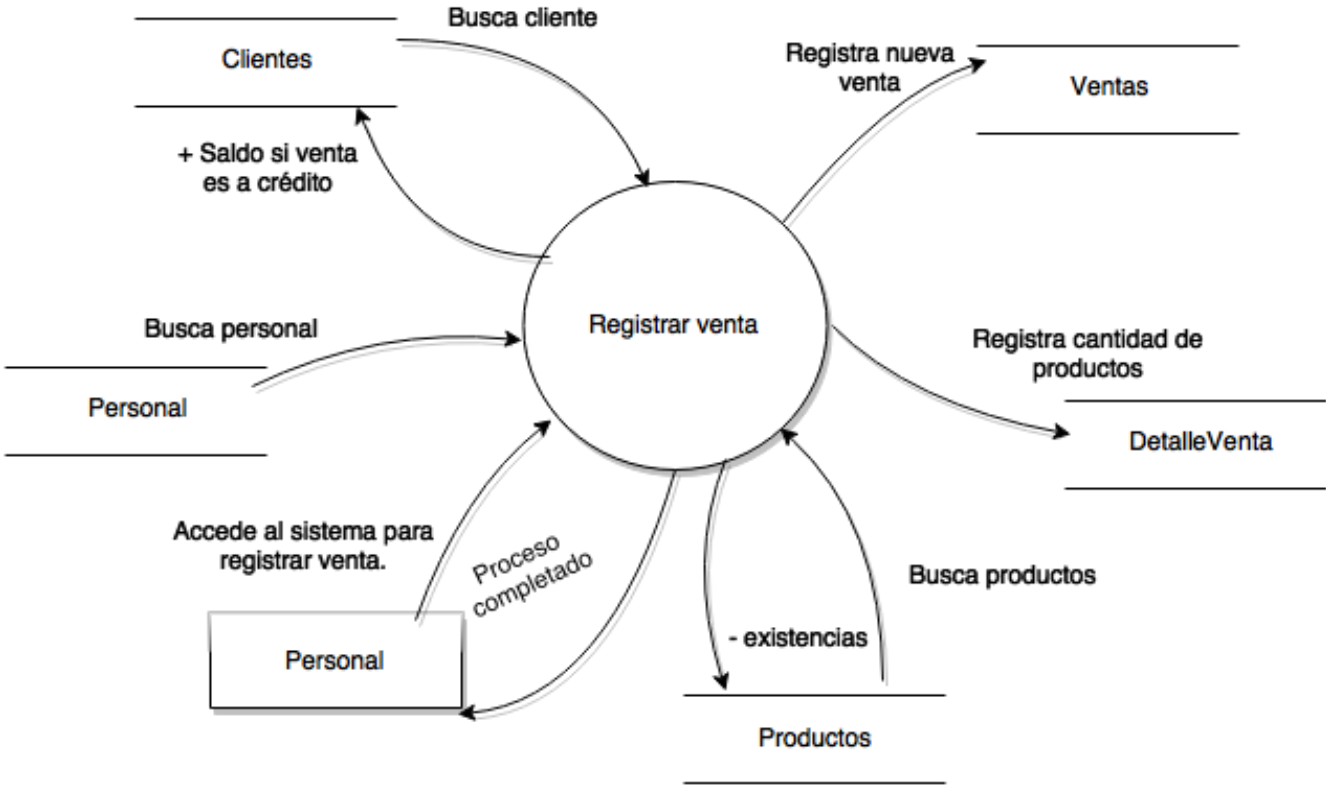 Busca cliente
Clientes
Registra nueva
venta
Ventas
+ Saldo si venta
es a crédito
Busca personal
Registrar venta
Registra cantidad de
productos
Personal
DetalleVenta
Accede al sistema para
registrar venta.
Proceso
completado
Busca productos
- existencias
Personal
Productos